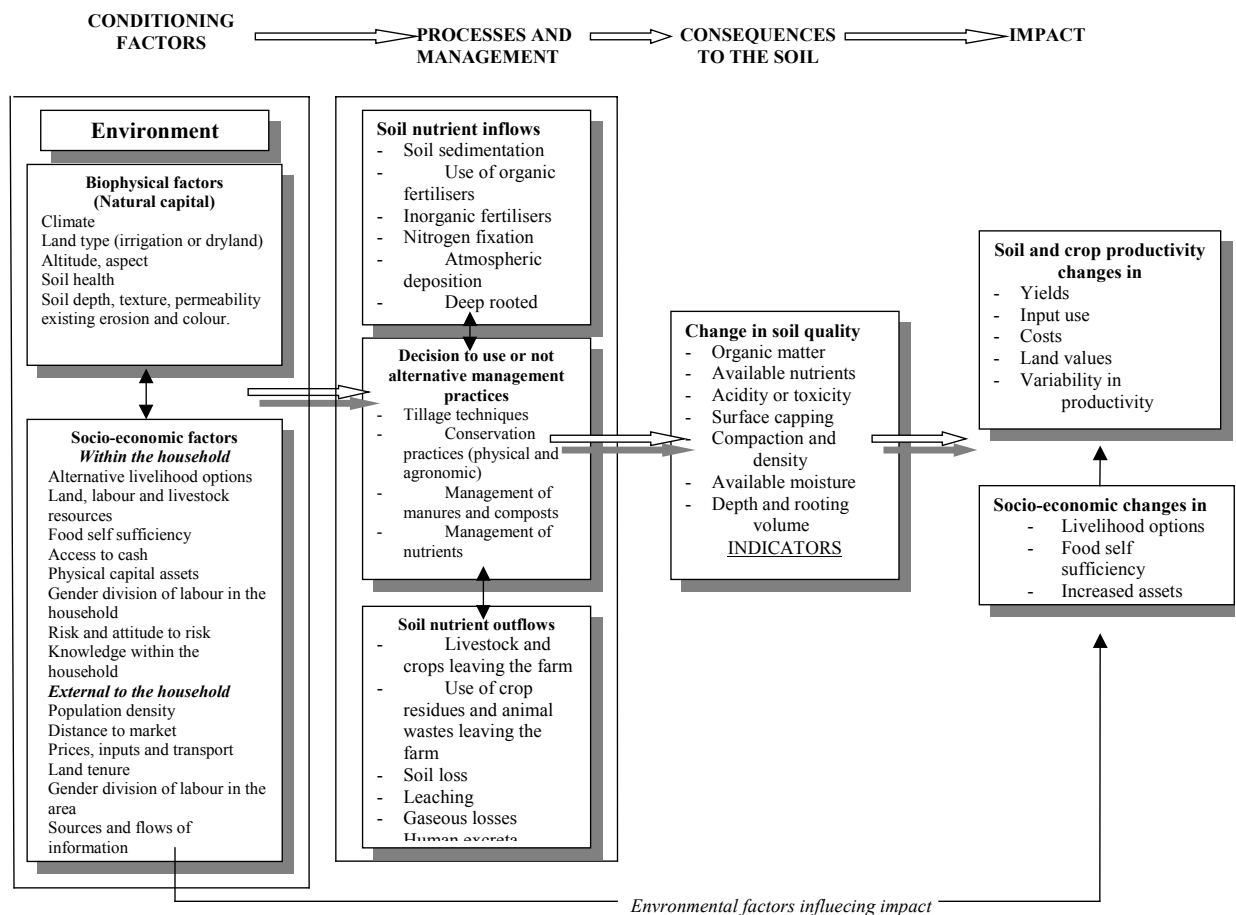 CONDITIONING
FACTORS
PROCESSES AND
MANAGEMENT
CONSEQUENCES
TO THE SOIL
IMPACT
Environment
Biophysical factors
(Natural capital)
Climate
Land type (irrigation or dryland)
Altitude, aspect
Soil health
Soil depth, texture, permeability
existing erosion and colour.
Socio-economic factors
Within the household
Alternative livelihood options
Land, labour and livestock
resources
Food self sufficiency
Access to cash
Physical capital assets
Gender division of labour in the
household
Risk and attitude to risk
Knowledge within the
household
External to the household
Population density
Distance to market
Prices, inputs and transport
Land tenure
Gender division of labour in the
area
Sources and flows of
information
Soil nutrient inflows
- Soil sedimentation
- Use of organic
fertilisers
- Inorganic fertilisers
- Nitrogen fixation
- Atmospheric
deposition
- Deep rooted
Decision to use or not
alternative management
practices
- Tillage techniques
- Conservation
practices (physical and
agronomic)
- Management of
manures and composts
- Management of
nutrients
Soil nutrient outflows
- Livestock and
crops leaving the farm
- Use of crop
residues and animal
wastes leaving the
farm
- Soil loss
- Leaching
- Gaseous losses
- Human excreta
Change in soil quality
- Organic matter
- Available nutrients
- Acidity or toxicity
- Surface capping
- Compaction and
density
- Available moisture
- Depth and rooting
volume
INDICATORS
Soil and crop productivity
changes in
- Yields
- Input use
- Costs
- Land values
- Variability in
productivity
Socio-economic changes in
- Livelihood options
- Food self
sufficiency
- Increased assets
Envronmental factors influecing impact